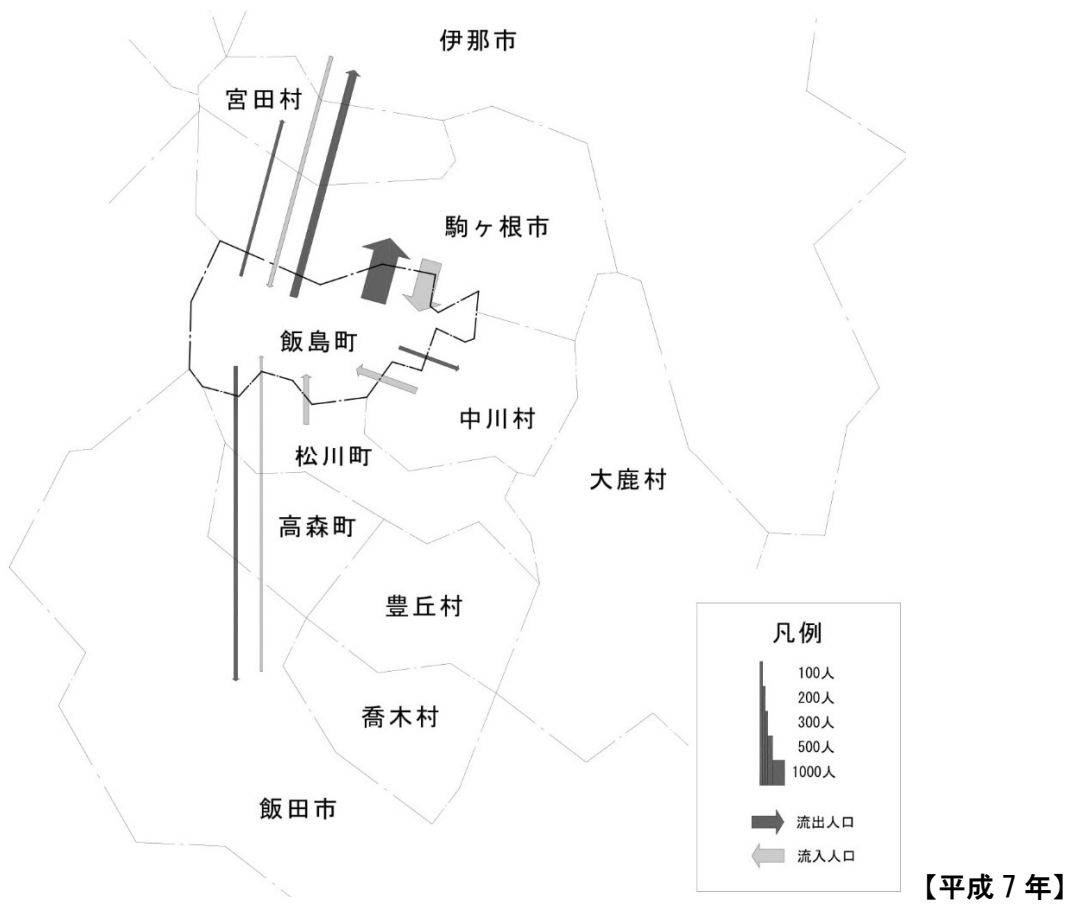 伊那市
宮田村
駒ヶ根市
飯島町
中川村
松川町
大鹿村
高森町
豊丘村
喬木村
飯田市
凡例
100人
200人
300人
500人
1000人
流出人口
流入人口
【平成7年】